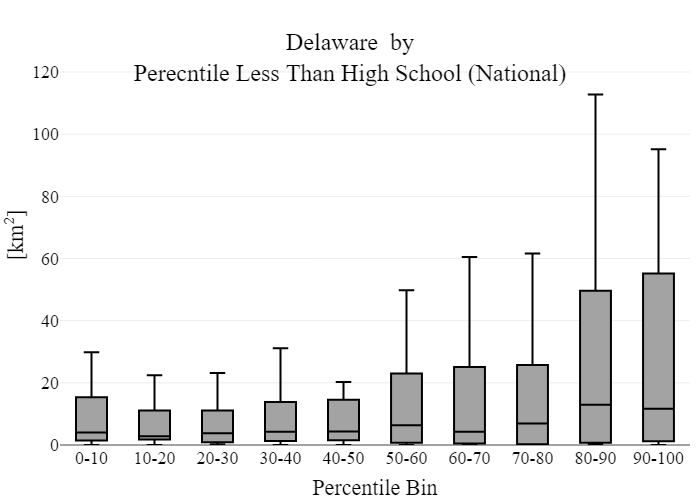 Delaware  by
Perecntile Less Than High School (National)
120
100
80
60
40
20
0
[km²]
0-10 10-20 20-30 30-40 40-50 50-60 60-70 70-80 80-90 90-100
Percentile Bin